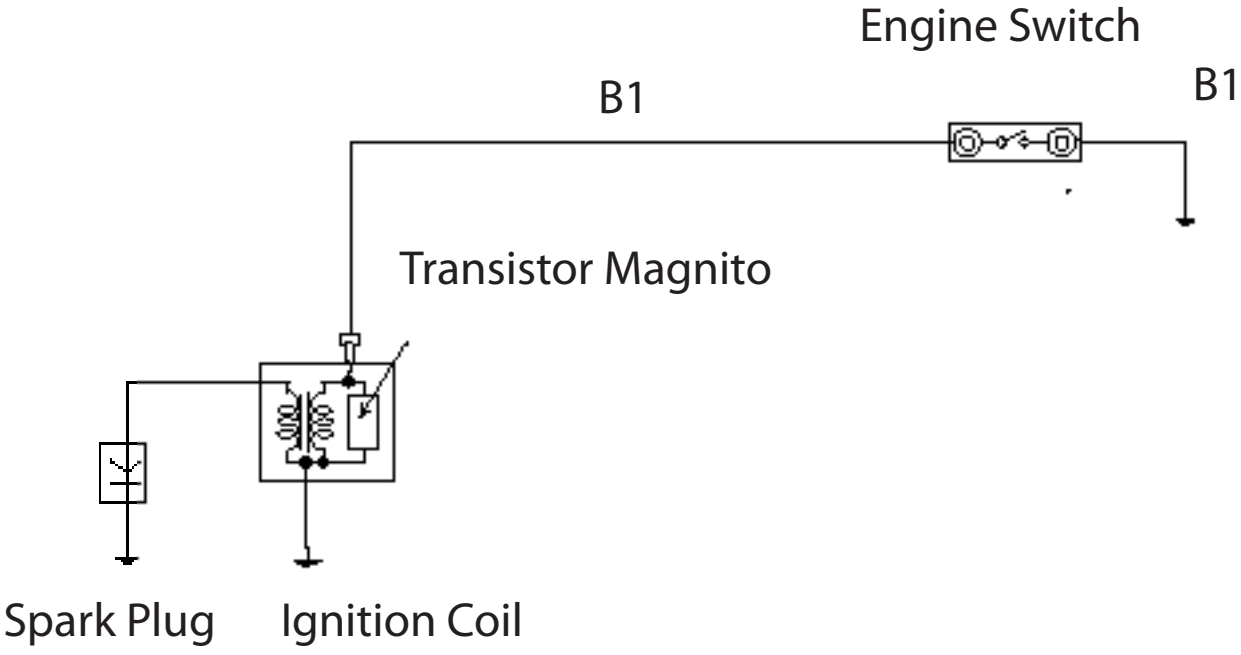 Engine Switch
B1
B1
Transistor Magnito
Spark Plug
Ignition Coil